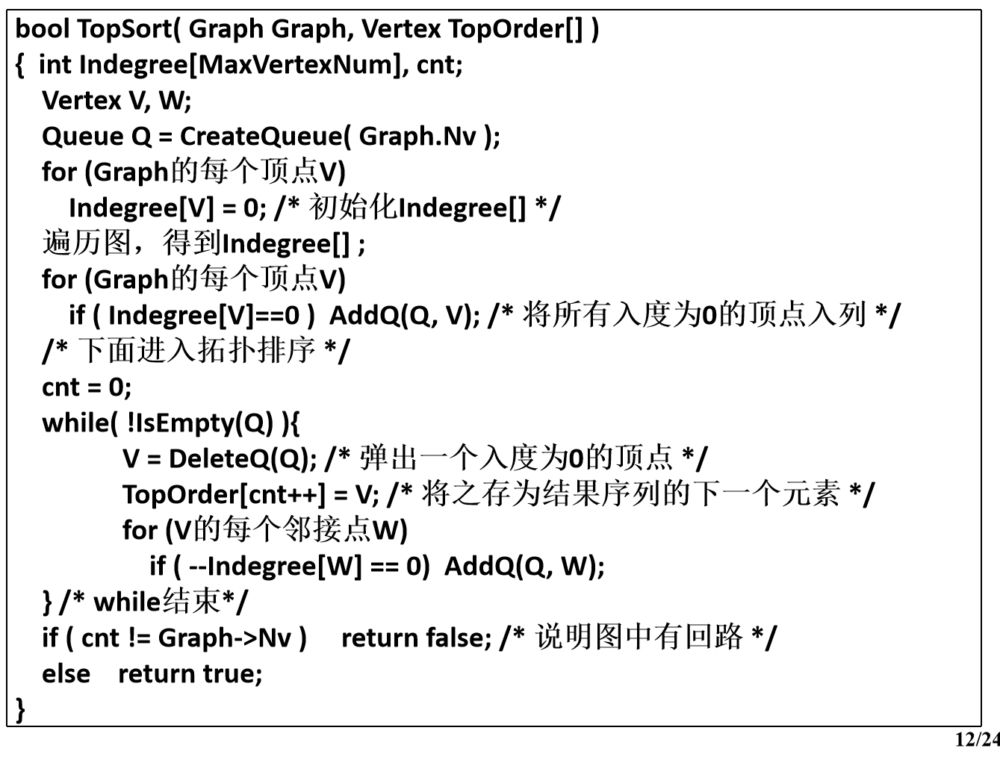 bool TopSort( Graph Graph, Vertex TopOrder[] )
{ int Indegree[MaxVertexNum], cnt;
Vertex V, W;
Queue Q = CreateQueue( Graph.Nv );
for (Graph的每个顶点V)
Indegree[V] = 0; /* 初始化Indegree[] */
遍历图，得到Indegree[] ;
for (Graph的每个顶点V)
if ( Indegree[V]==0 ) AddQ(Q, V); /* 将所有入度为0的顶点入列 */
/* 下面进入拓扑排序 */
cnt = 0;
while( !IsEmpty(Q) ){
V = DeleteQ(Q); /* 弹出一个入度为0的顶点 */
TopOrder[cnt++] = V; /* 将之存为结果序列的下一个元素 */
for (V的每个邻接点W)
if ( --Indegree[W] == 0) AddQ(Q, W);
} /* while结束*/
if ( cnt != Graph->Nv ) return false; /* 说明图中有回路 */
else return true;
}
12/24